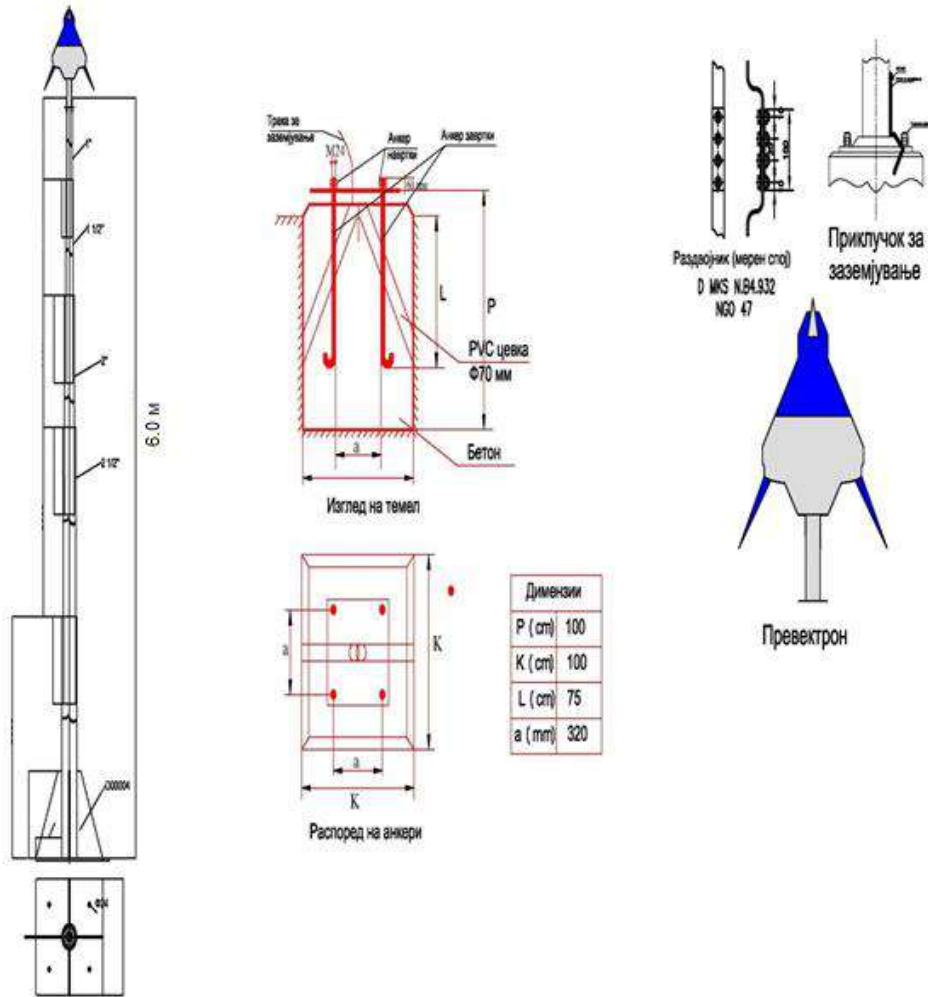 1 1/2"
2"
2 1/2"
6.0 м
Трака за
заземјување
M24
Анкер
навртки
Анкер завртки
L
P
PVC цевка
Ф70 мм
a
Бетон
Изглед на темел
a
K
a
K
Распоред на анкери
Димензии
P (cm) 100
K (cm) 100
L (cm) 75
a (mm) 320
100
Раздвојник (мерен спој)
D MKS N.B4.932
NGO 47
Приклучок за
заземјување
Превектрон